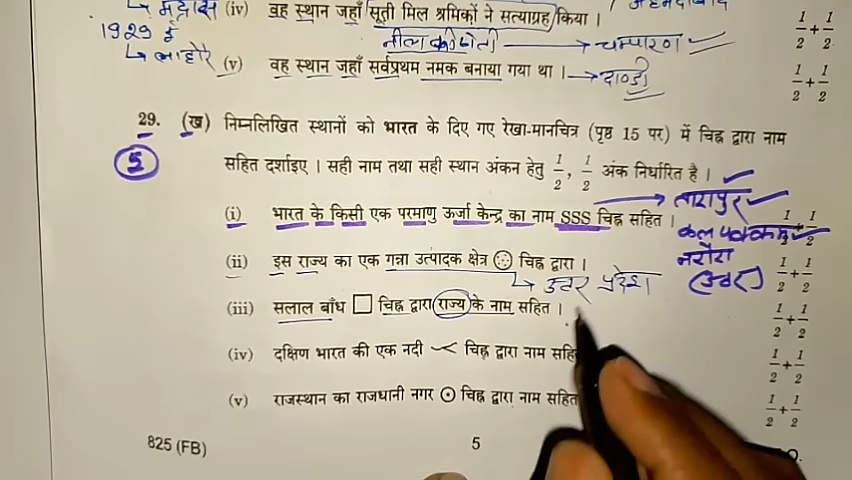 ↳ मद्रास (iv) वह स्थान जहाँ सूती मिल श्रमिकों ने सत्याग्रह किया । 1/2 + 1/2
1929 ई
नील की खेती → चम्पारण
↳ लाहौर (v) वह स्थान जहाँ सर्वप्रथम नमक बनाया गया था । → दाण्डी 1/2 + 1/2
29. (ख) निम्नलिखित स्थानों को भारत के दिए गए रेखा-मानचित्र (पृष्ठ 15 पर) में चिह्न द्वारा नाम
5 सहित दर्शाइए । सही नाम तथा सही स्थान अंकन हेतु 1/2, 1/2 अंक निर्धारित है ।
→ तारापुर
(i) भारत के किसी एक परमाणु ऊर्जा केन्द्र का नाम SSS चिह्न सहित । 1/2 + 1/2
कलपक्कम
नरौरा
(ii) इस राज्य का एक गन्ना उत्पादक क्षेत्र चिह्न द्वारा । 1/2 + 1/2
↳ उत्तर प्रदेश
(iii) सलाल बाँध □ चिह्न द्वारा राज्य के नाम सहित । 1/2 + 1/2
(iv) दक्षिण भारत की एक नदी चिह्न द्वारा नाम 1/2 + 1/2
(v) राजस्थान का राजधानी नगर ⊙ चिह्न द्वारा नाम सहित 1/2 + 1/2
825 (FB) 5